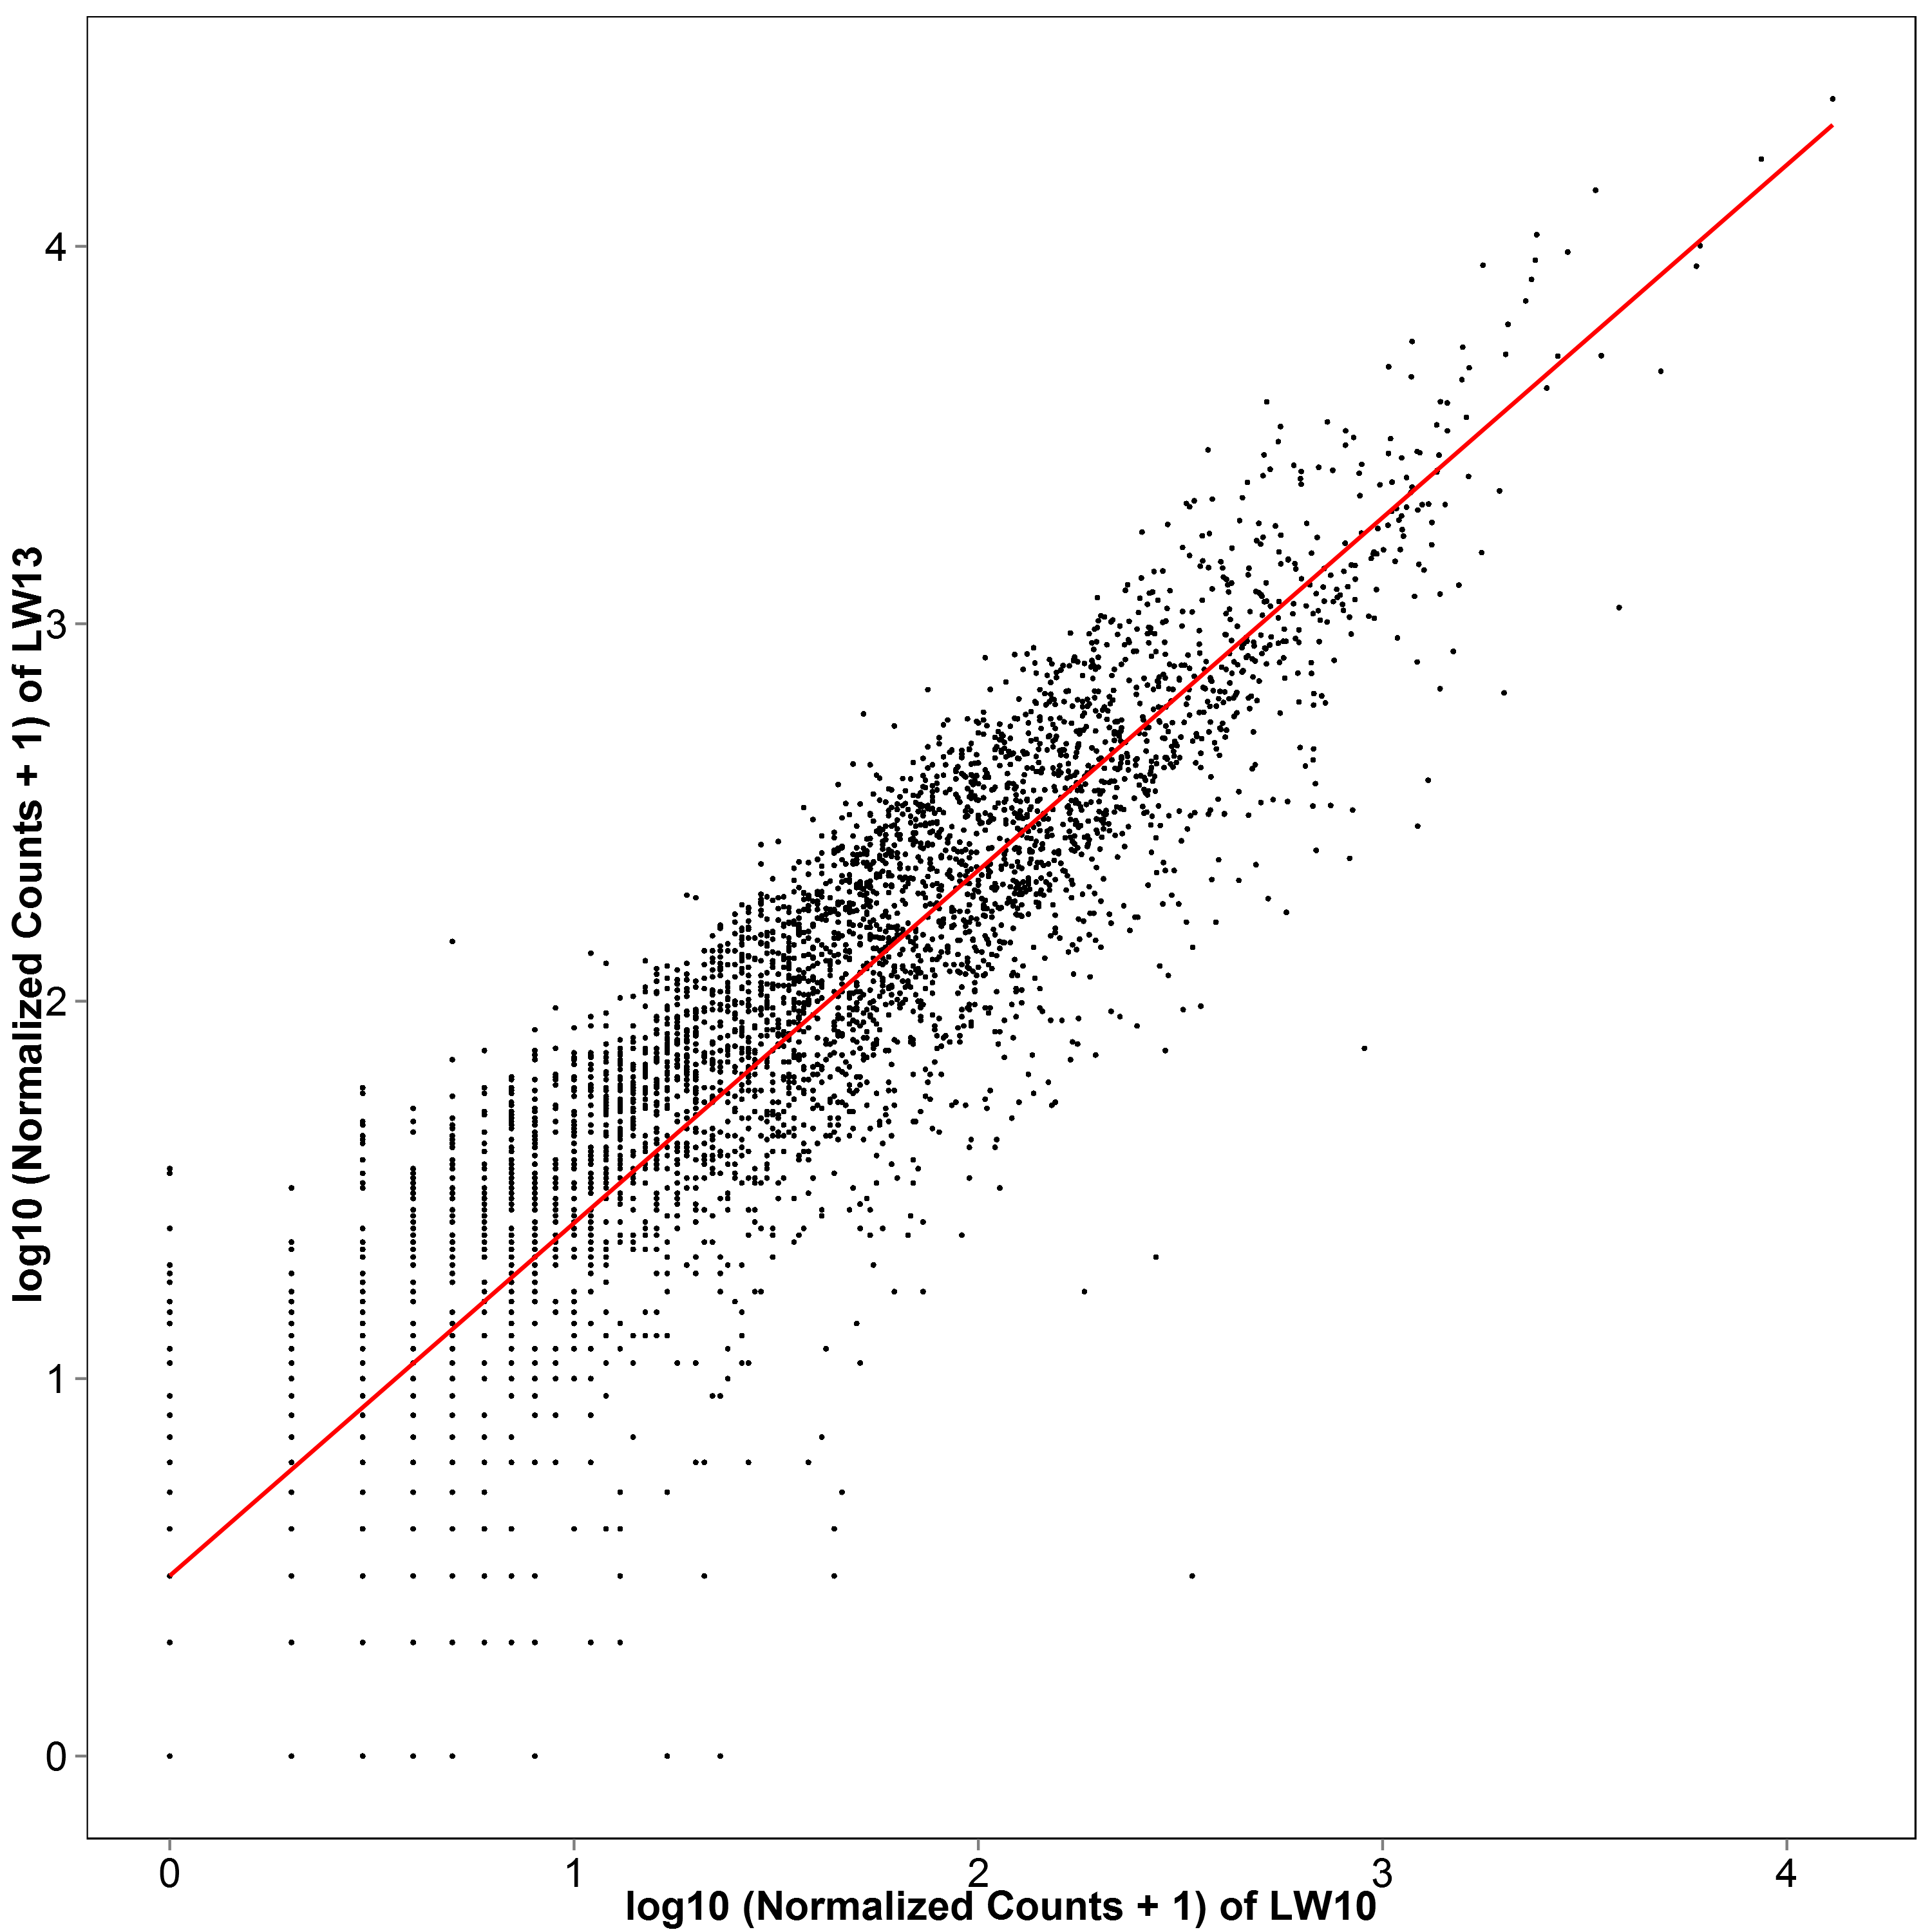 log10 (Normalized Counts + 1) of LW13
4
3
2
1
0
0 1 2 3 4
log10 (Normalized Counts + 1) of LW10